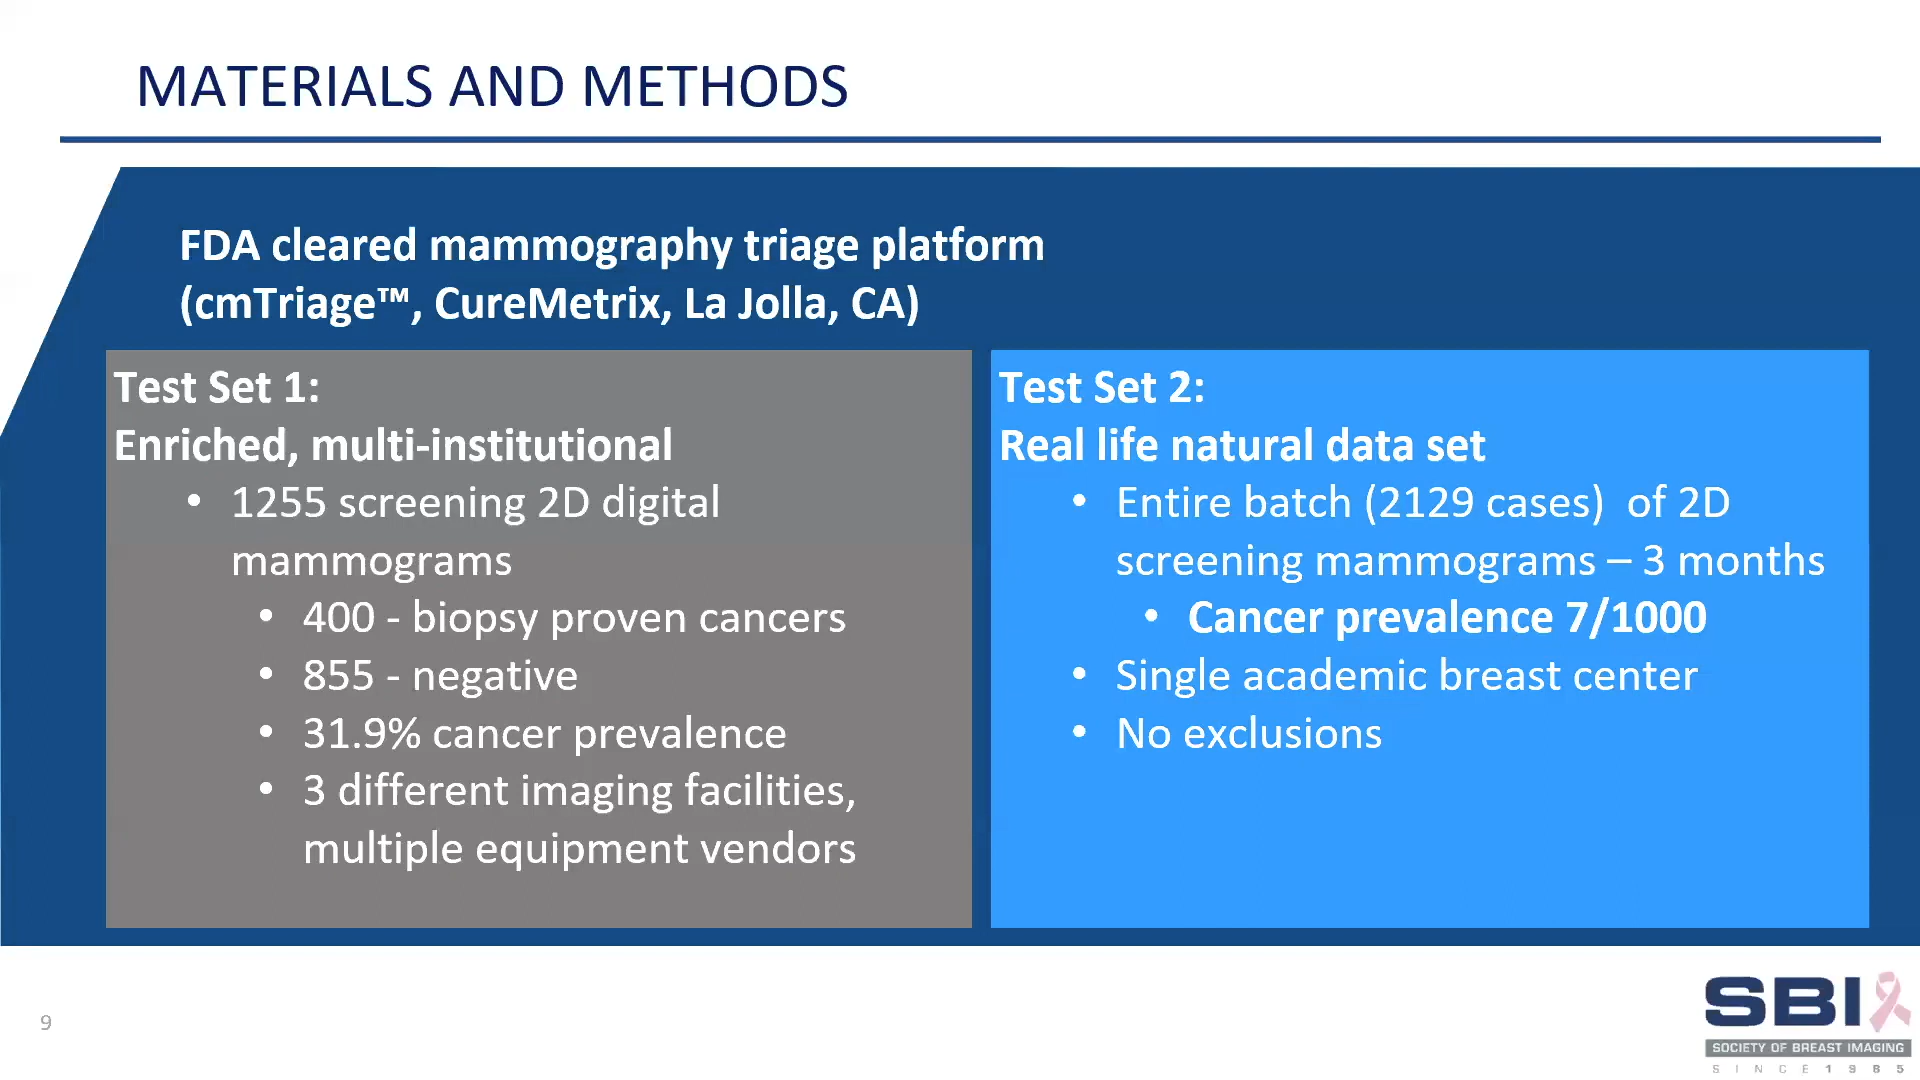 MATERIALS AND METHODS
FDA cleared mammography triage platform
(cmTriage™, CureMetrix, La Jolla, CA)
Test Set 1:
Enriched, multi-institutional
• 1255 screening 2D digital
mammograms
• 400 - biopsy proven cancers
• 855 - negative
• 31.9% cancer prevalence
• 3 different imaging facilities,
multiple equipment vendors
Test Set 2:
Real life natural data set
• Entire batch (2129 cases)  of 2D
screening mammograms – 3 months
• Cancer prevalence 7/1000
• Single academic breast center
• No exclusions
9
SBI
SOCIETY OF BREAST IMAGING
SINCE 1985